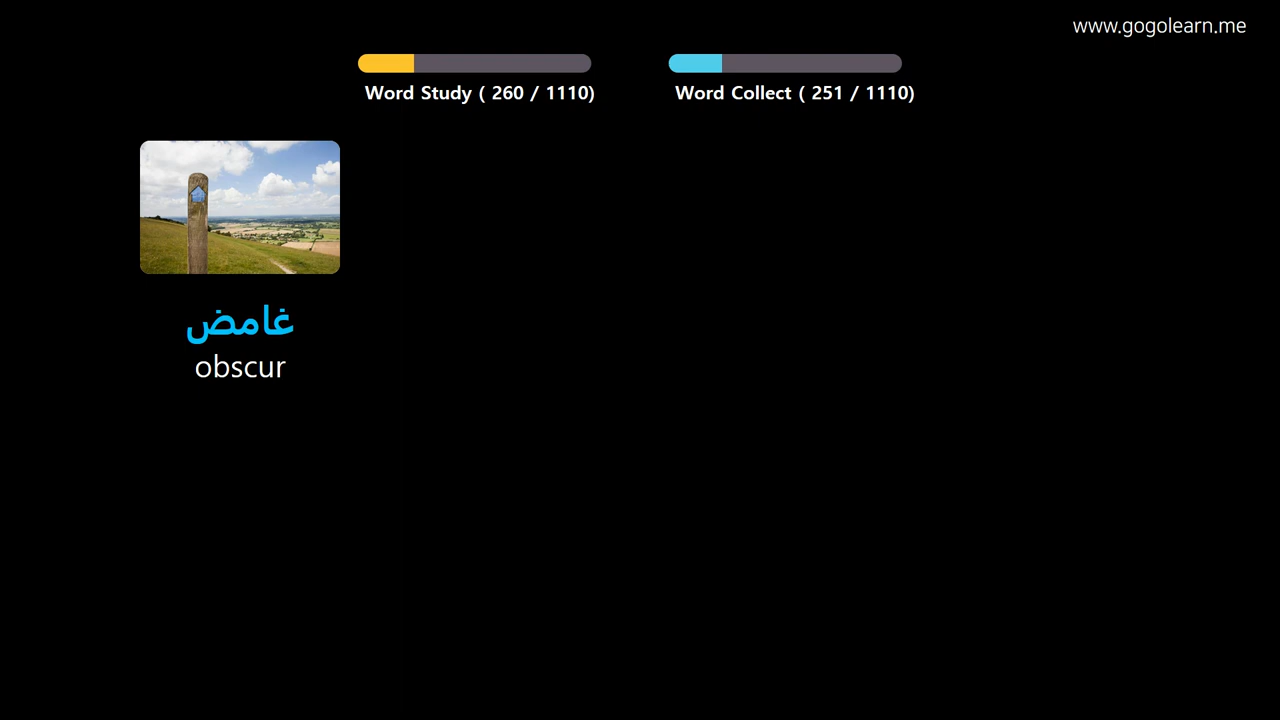 www.gogolearn.me
Word Study ( 260 / 1110)
Word Collect ( 251 / 1110)
غامض
obscur